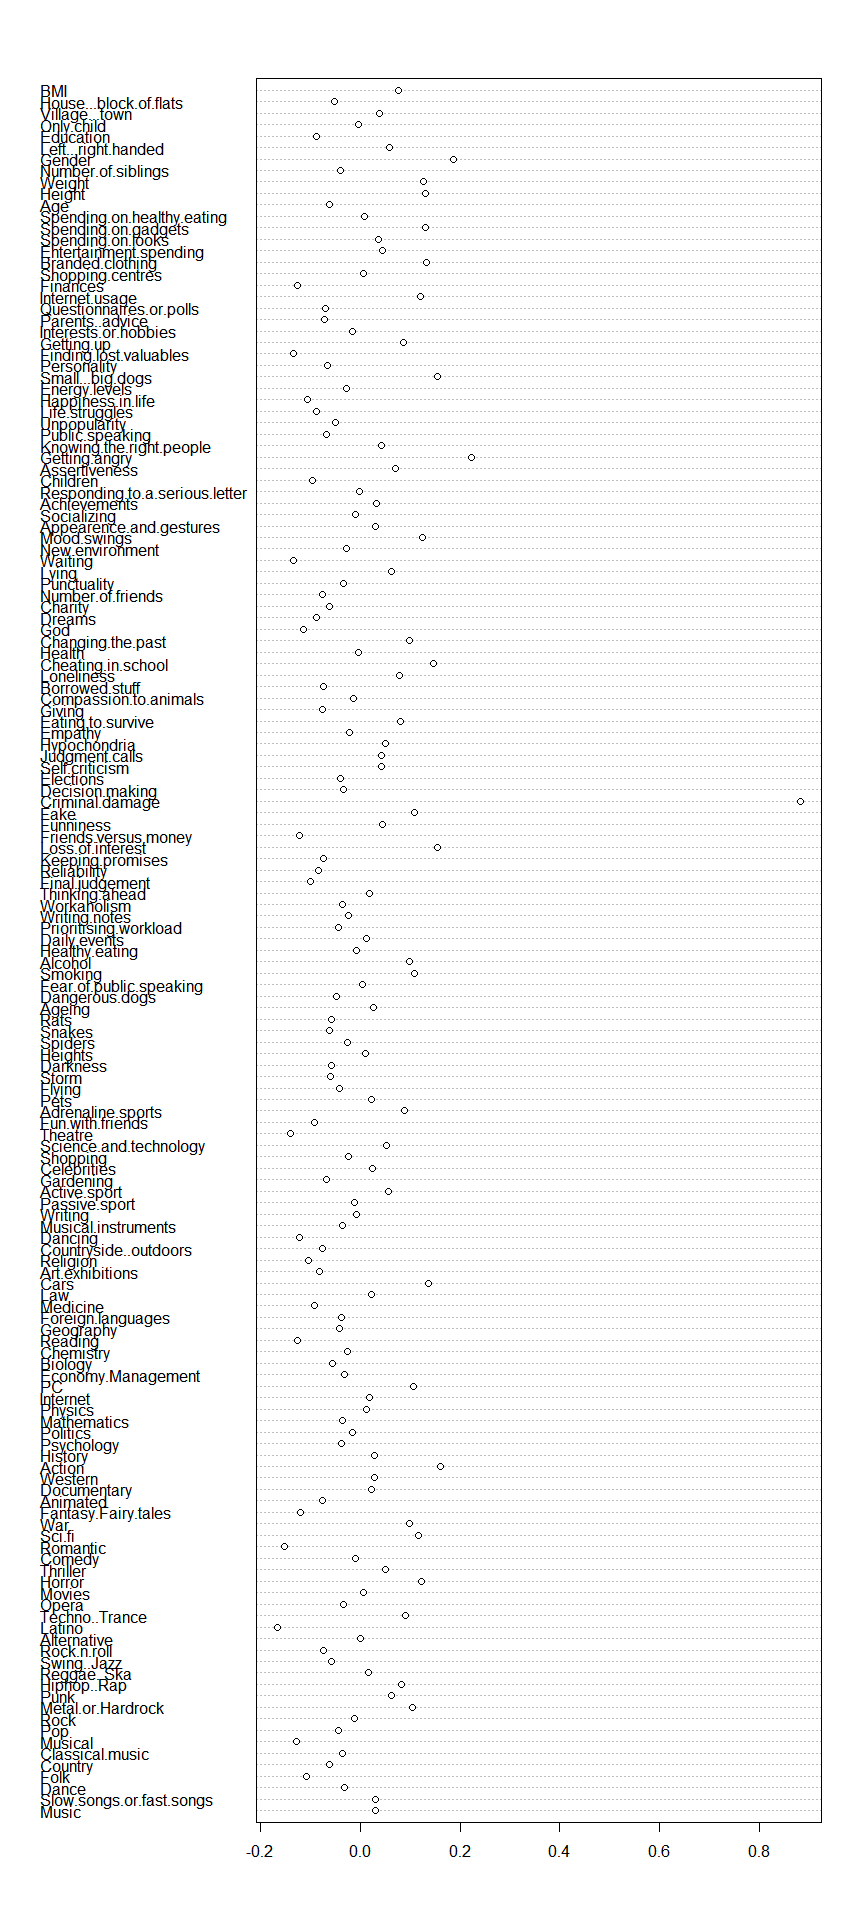 BMI
House...block.of.flats
Village...town
Only.child
Education
Left...right.handed
Gender
Number.of.siblings
Weight
Height
Age
Spending.on.healthy.eating
Spending.on.gadgets
Spending.on.looks
Entertainment.spending
Branded.clothing
Shopping.centres
Finances
Internet.usage
Questionnaires.or.polls
Parents..advice
Interests.or.hobbies
Getting.up
Finding.lost.valuables
Personality
Small...big.dogs
Energy.levels
Happiness.in.life
Life.struggles
Unpopularity
Public.speaking
Knowing.the.right.people
Getting.angry
Assertiveness
Children
Responding.to.a.serious.letter
Achievements
Socializing
Appearence.and.gestures
Mood.swings
New.environment
Waiting
Lying
Punctuality
Number.of.friends
Charity
Dreams
God
Changing.the.past
Health
Cheating.in.school
Loneliness
Borrowed.stuff
Compassion.to.animals
Giving
Eating.to.survive
Empathy
Hypochondria
Judgment.calls
Self.criticism
Elections
Decision.making
Criminal.damage
Fake
Funniness
Friends.versus.money
Loss.of.interest
Keeping.promises
Reliability
Final.judgement
Thinking.ahead
Workaholism
Writing.notes
Prioritising.workload
Daily.events
Healthy.eating
Alcohol
Smoking
Fear.of.public.speaking
Dangerous.dogs
Ageing
Rats
Snakes
Spiders
Heights
Darkness
Storm
Flying
Pets
Adrenaline.sports
Fun.with.friends
Theatre
Science.and.technology
Shopping
Celebrities
Gardening
Active.sport
Passive.sport
Writing
Musical.instruments
Dancing
Countryside..outdoors
Religion
Art.exhibitions
Cars
Law
Medicine
Foreign.languages
Geography
Reading
Chemistry
Biology
Economy.Management
PC
Internet
Physics
Mathematics
Politics
Psychology
History
Action
Western
Documentary
Animated
Fantasy.Fairy.tales
War
Sci.fi
Romantic
Comedy
Thriller
Horror
Movies
Opera
Techno..Trance
Latino
Alternative
Rock.n.roll
Swing..Jazz
Reggae..Ska
Hiphop..Rap
Punk
Metal.or.Hardrock
Rock
Pop
Musical
Classical.music
Country
Folk
Dance
Slow.songs.or.fast.songs
Music
-0.2 0.0 0.2 0.4 0.6 0.8